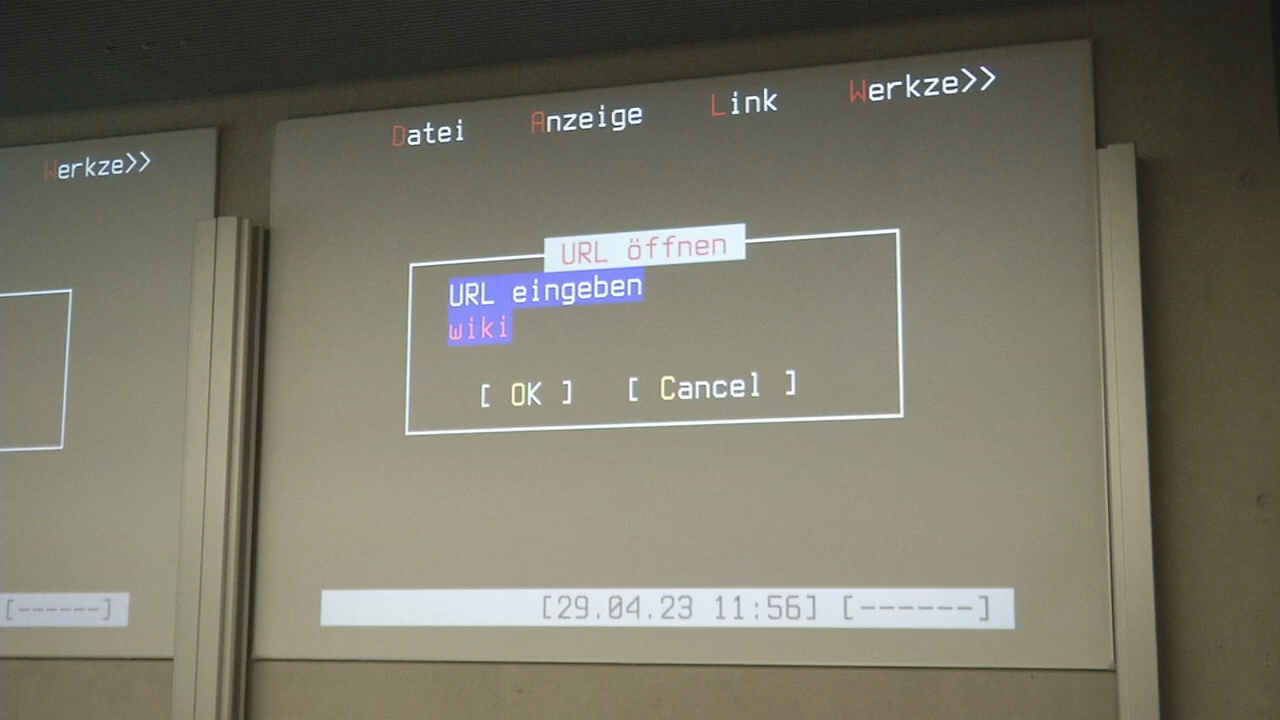 Werkze>>
[------]
Datei Anzeige Link Werkze>>
URL öffnen
URL eingeben
wiki
[ OK ] [ Cancel ]
[29.04.23 11:56] [------]